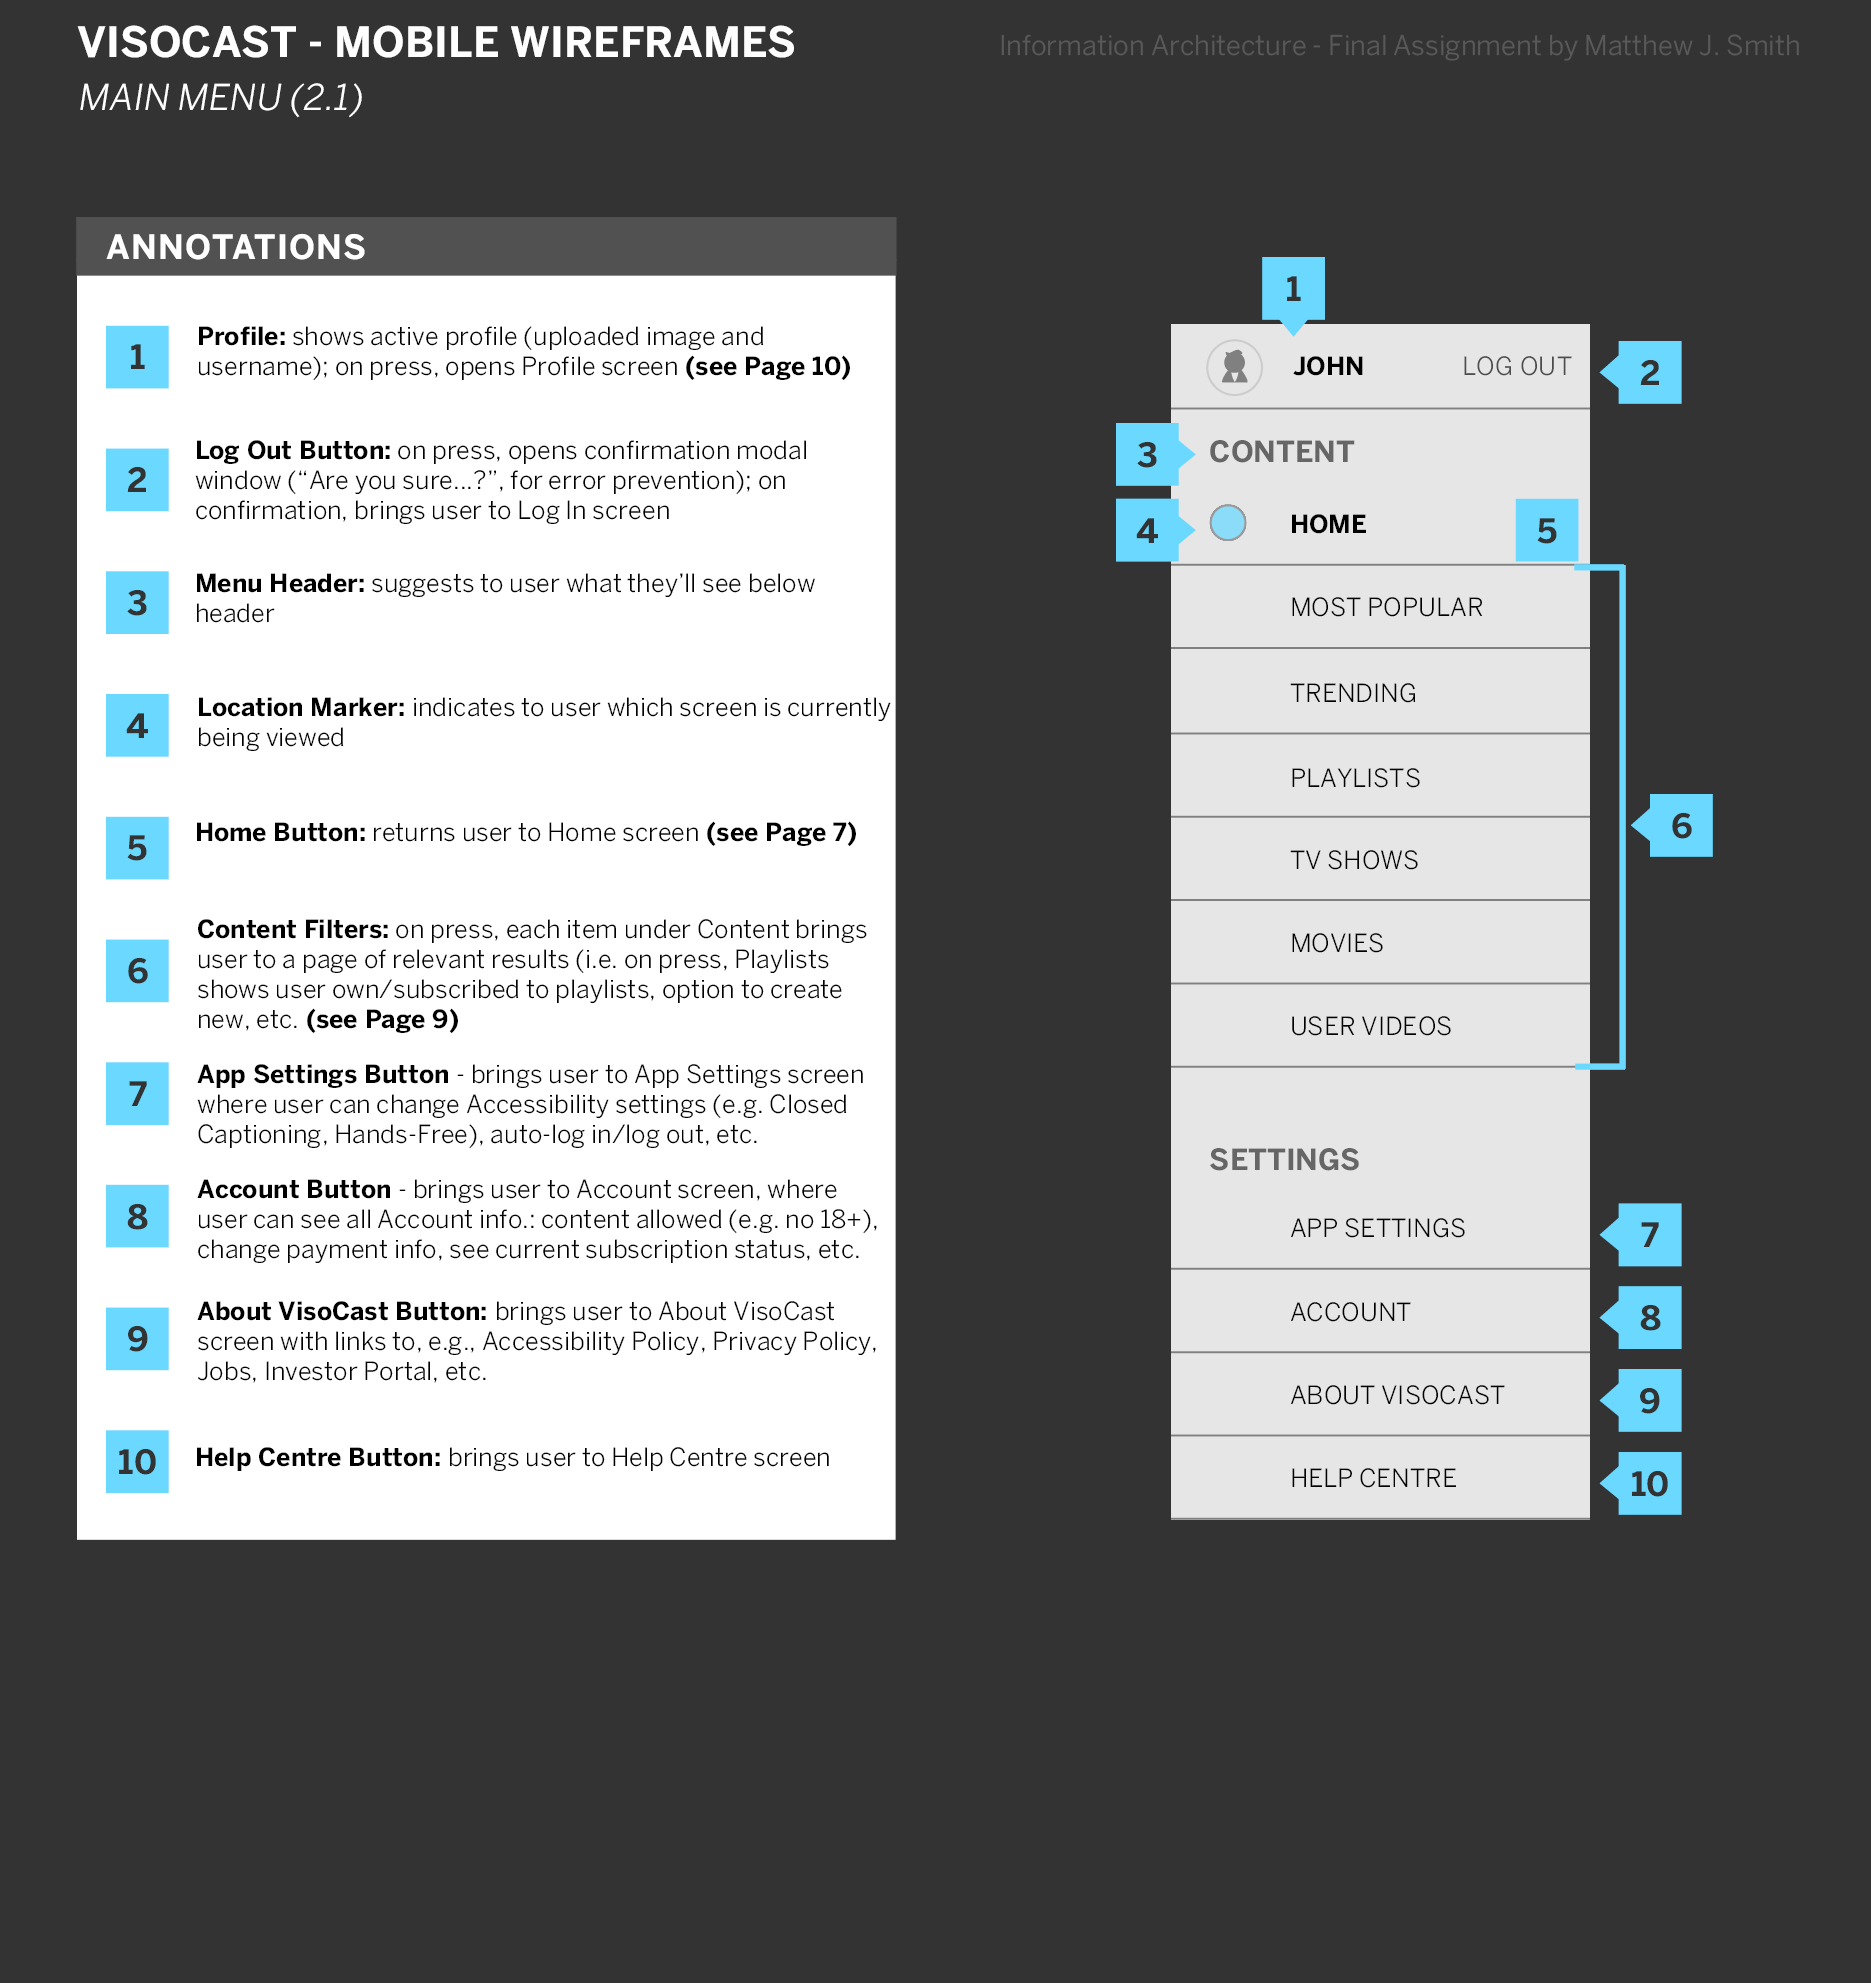 VISOCAST - MOBILE WIREFRAMES
Information Architecture - Final Assignment by Matthew J. Smith
MAIN MENU (2.1)
ANNOTATIONS
1
Profile: shows active profile (uploaded image and
username); on press, opens Profile screen (see Page 10)
2
Log Out Button: on press, opens confirmation modal
window (“Are you sure...?”, for error prevention); on
confirmation, brings user to Log In screen
3
Menu Header: suggests to user what they’ll see below
header
4
Location Marker: indicates to user which screen is currently
being viewed
5
Home Button: returns user to Home screen (see Page 7)
6
Content Filters: on press, each item under Content brings
user to a page of relevant results (i.e. on press, Playlists
shows user own/subscribed to playlists, option to create
new, etc. (see Page 9)
7
App Settings Button - brings user to App Settings screen
where user can change Accessibility settings (e.g. Closed
Captioning, Hands-Free), auto-log in/log out, etc.
8
Account Button - brings user to Account screen, where
user can see all Account info.: content allowed (e.g. no 18+),
change payment info, see current subscription status, etc.
9
About VisoCast Button: brings user to About VisoCast
screen with links to, e.g., Accessibility Policy, Privacy Policy,
Jobs, Investor Portal, etc.
10
Help Centre Button: brings user to Help Centre screen
1
JOHN LOG OUT 2
3 CONTENT
4 HOME 5
MOST POPULAR
TRENDING
PLAYLISTS
6
TV SHOWS
MOVIES
USER VIDEOS
SETTINGS
APP SETTINGS 7
ACCOUNT 8
ABOUT VISOCAST 9
HELP CENTRE 10